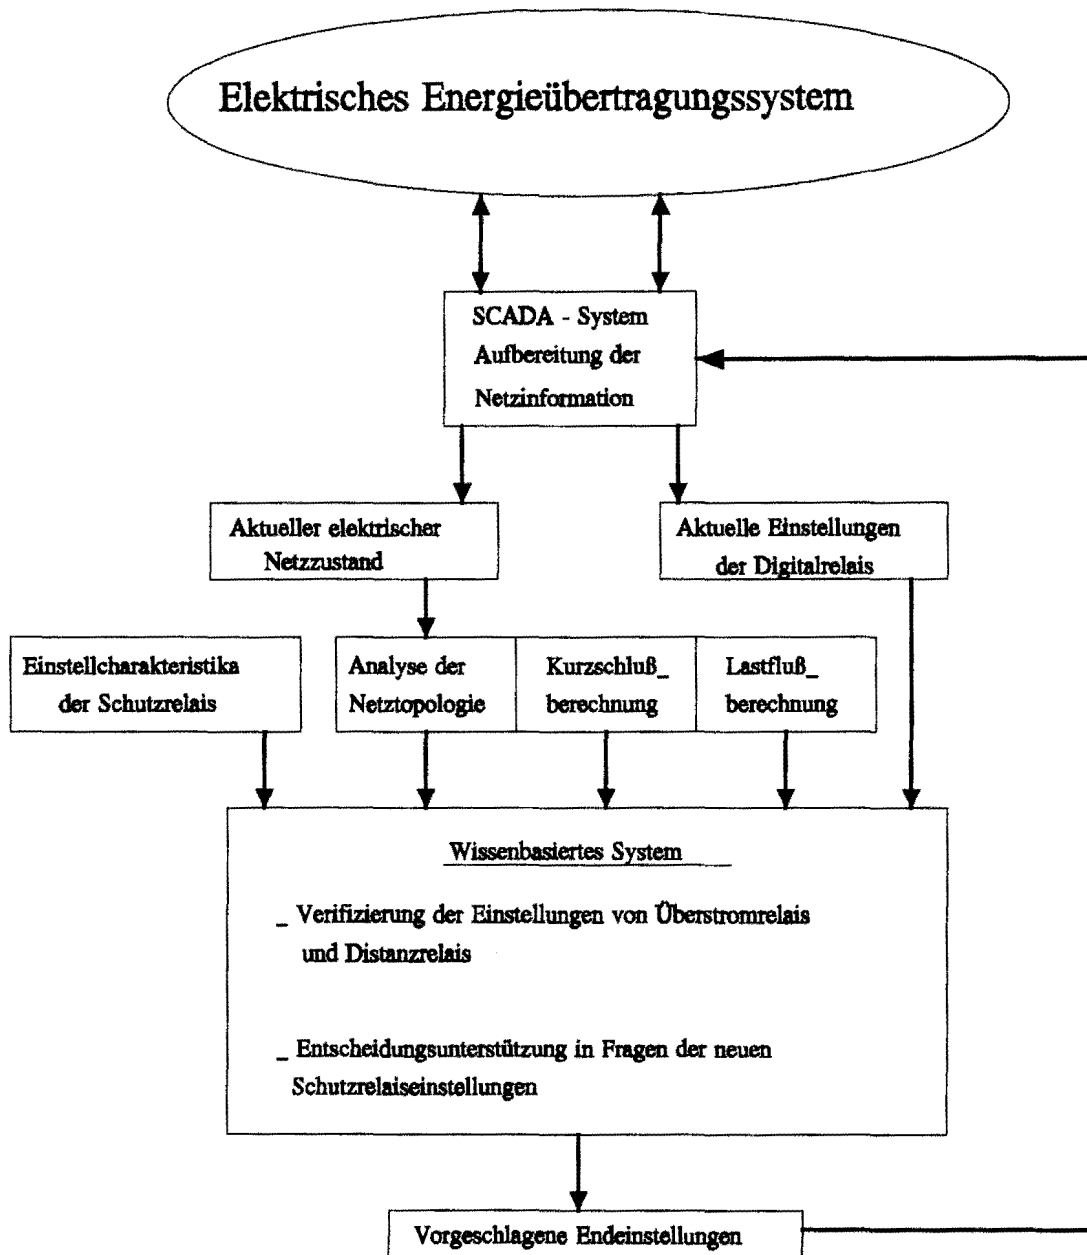 Elektrisches Energieübertragungssystem
SCADA - System
Aufbereitung der
Netzinformation
Aktueller elektrischer
Netzzustand
Aktuelle Einstellungen
der Digitalrelais
Einstellcharakteristika
der Schutzrelais
Analyse der
Netztopologie
Kurzschluß_
berechnung
Lastfluß_
berechnung
Wissenbasiertes System
_ Verifizierung der Einstellungen von Überstromrelais
und Distanzrelais
_ Entscheidungsunterstützung in Fragen der neuen
Schutzrelaiseinstellungen
Vorgeschlagene Endeinstellungen